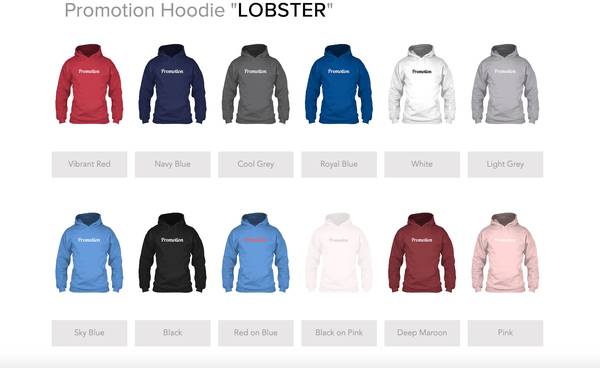 Promotion Hoodie "LOBSTER"
Promotion Promotion Promotion Promotion Promotion Promotion
Vibrant Red Navy Blue Cool Grey Royal Blue White Light Grey
Promotion Promotion Promotion Promotion Promotion Promotion
Sky Blue Black Red on Blue Black on Pink Deep Maroon Pink